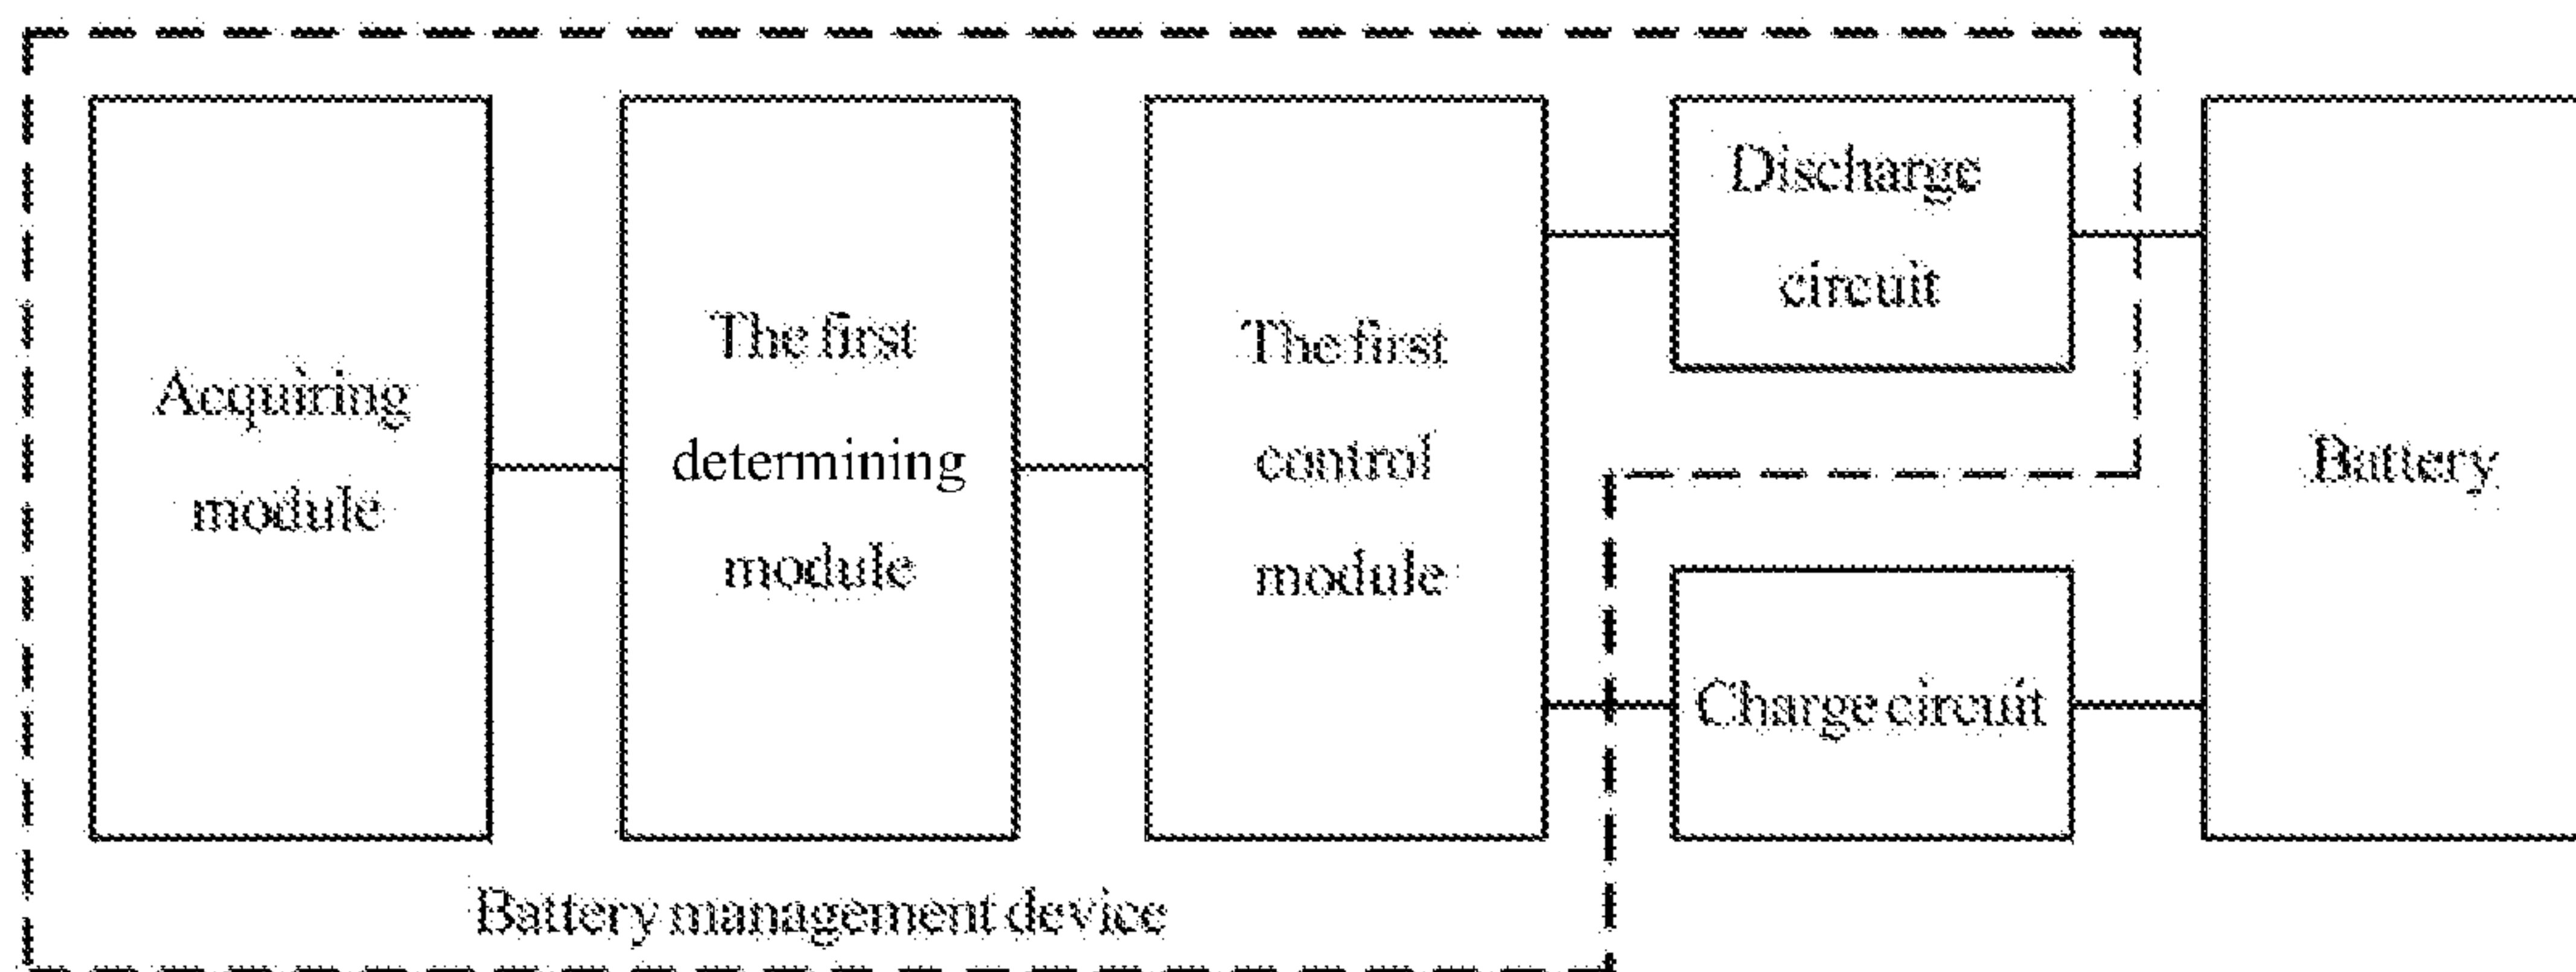 Acquiring
module
The first
determining
module
The first
control
module
Discharge
circuit
Charge circuit
Battery
Battery management device